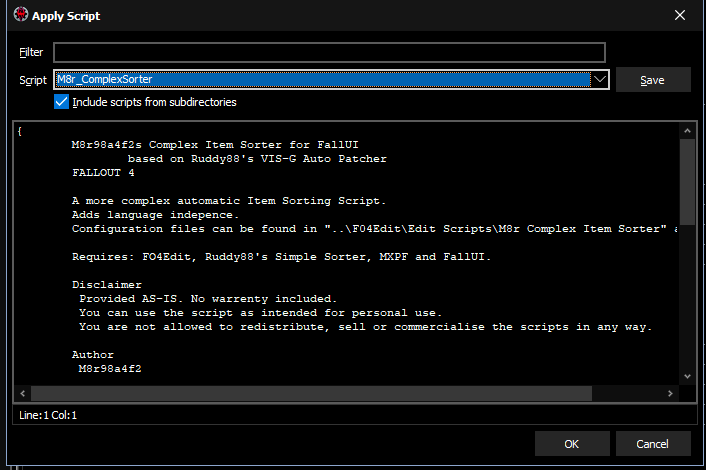 Apply Script
Filter
Script M8r_ComplexSorter Save
Include scripts from subdirectories
{
M8r98a4f2s Complex Item Sorter for FallUI
based on Ruddy88's VIS-G Auto Patcher
FALLOUT 4
A more complex automatic Item Sorting Script.
Adds language indepence.
Configuration files can be found in "..\FO4Edit\Edit Scripts\M8r Complex Item Sorter" a
Requires: FO4Edit, Ruddy88's Simple Sorter, MXPF and FallUI.
Disclaimer
Provided AS-IS. No warrenty included.
You can use the script as intended for personal use.
You are not allowed to redistribute, sell or commercialise the scripts in any way.
Author
M8r98a4f2
Line:1 Col:1
OK Cancel